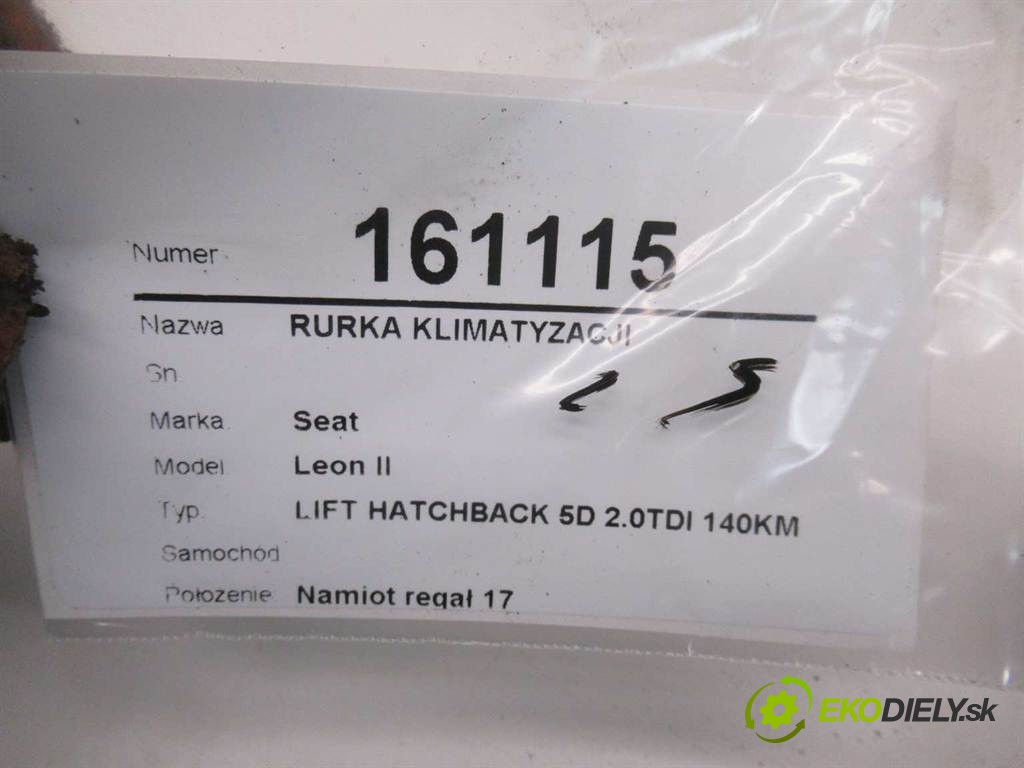 Numer 161115
Nazwa RURKA KLIMATYZACJI
Sn.
Marka. Seat
Model Leon II
Typ. LIFT HATCHBACK 5D 2.0TDI 140KM
Samochód
Położenie. Namiot regał 17
EKODIELY.sk